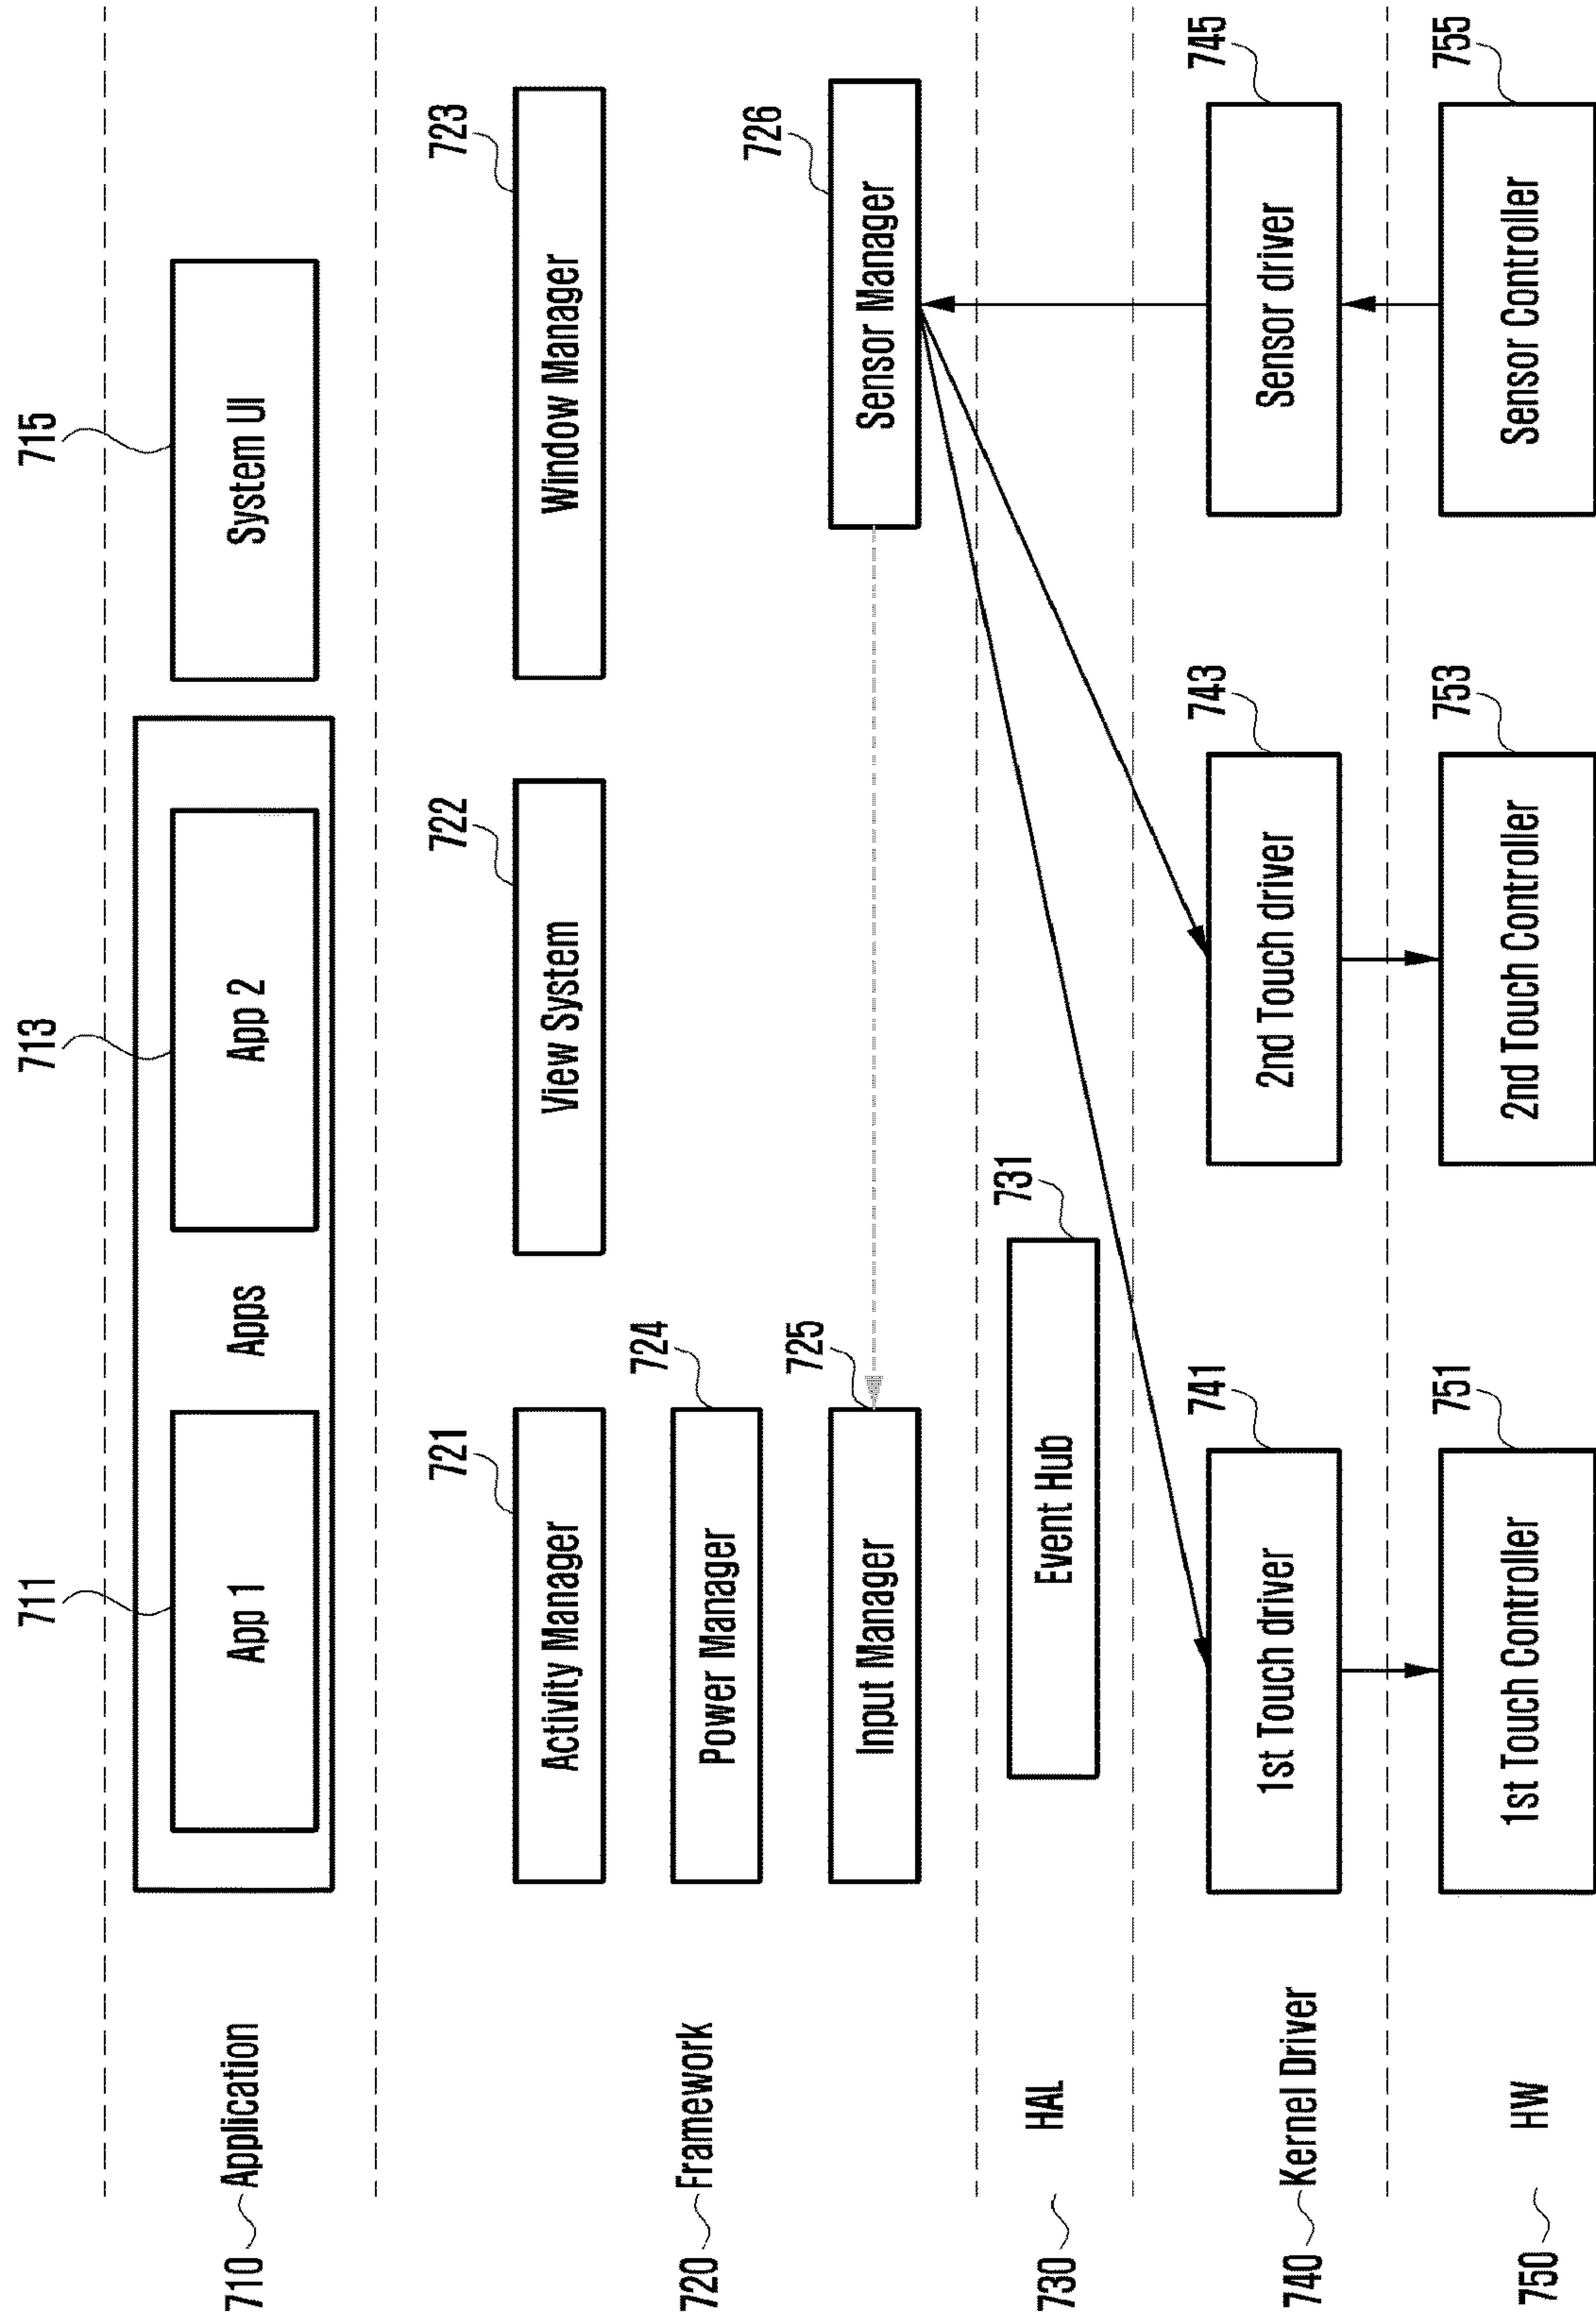 711
713
715
710
Application
App 1
Apps
App 2
System UI
721
722
723
Activity Manager
View System
Window Manager
720
Framework
724
Power Manager
725
726
Input Manager
Sensor Manager
731
730
HAL
Event Hub
741
743
745
740
Kernel Driver
1st Touch driver
2nd Touch driver
Sensor driver
751
753
755
750
HW
1st Touch Controller
2nd Touch Controller
Sensor Controller